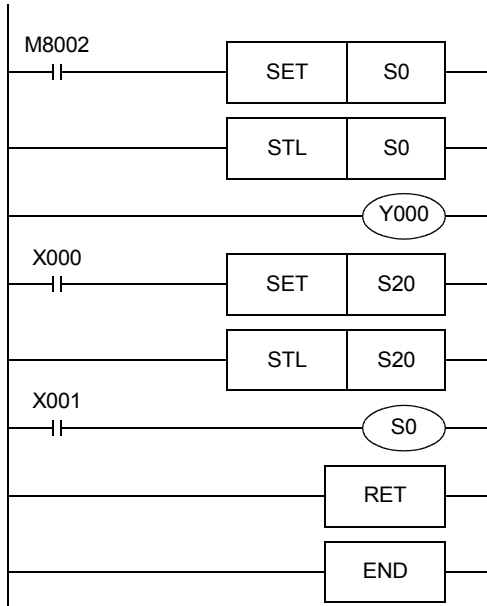 M8002
SET S0
STL S0
Y000
X000
SET S20
STL S20
X001
S0
RET
END